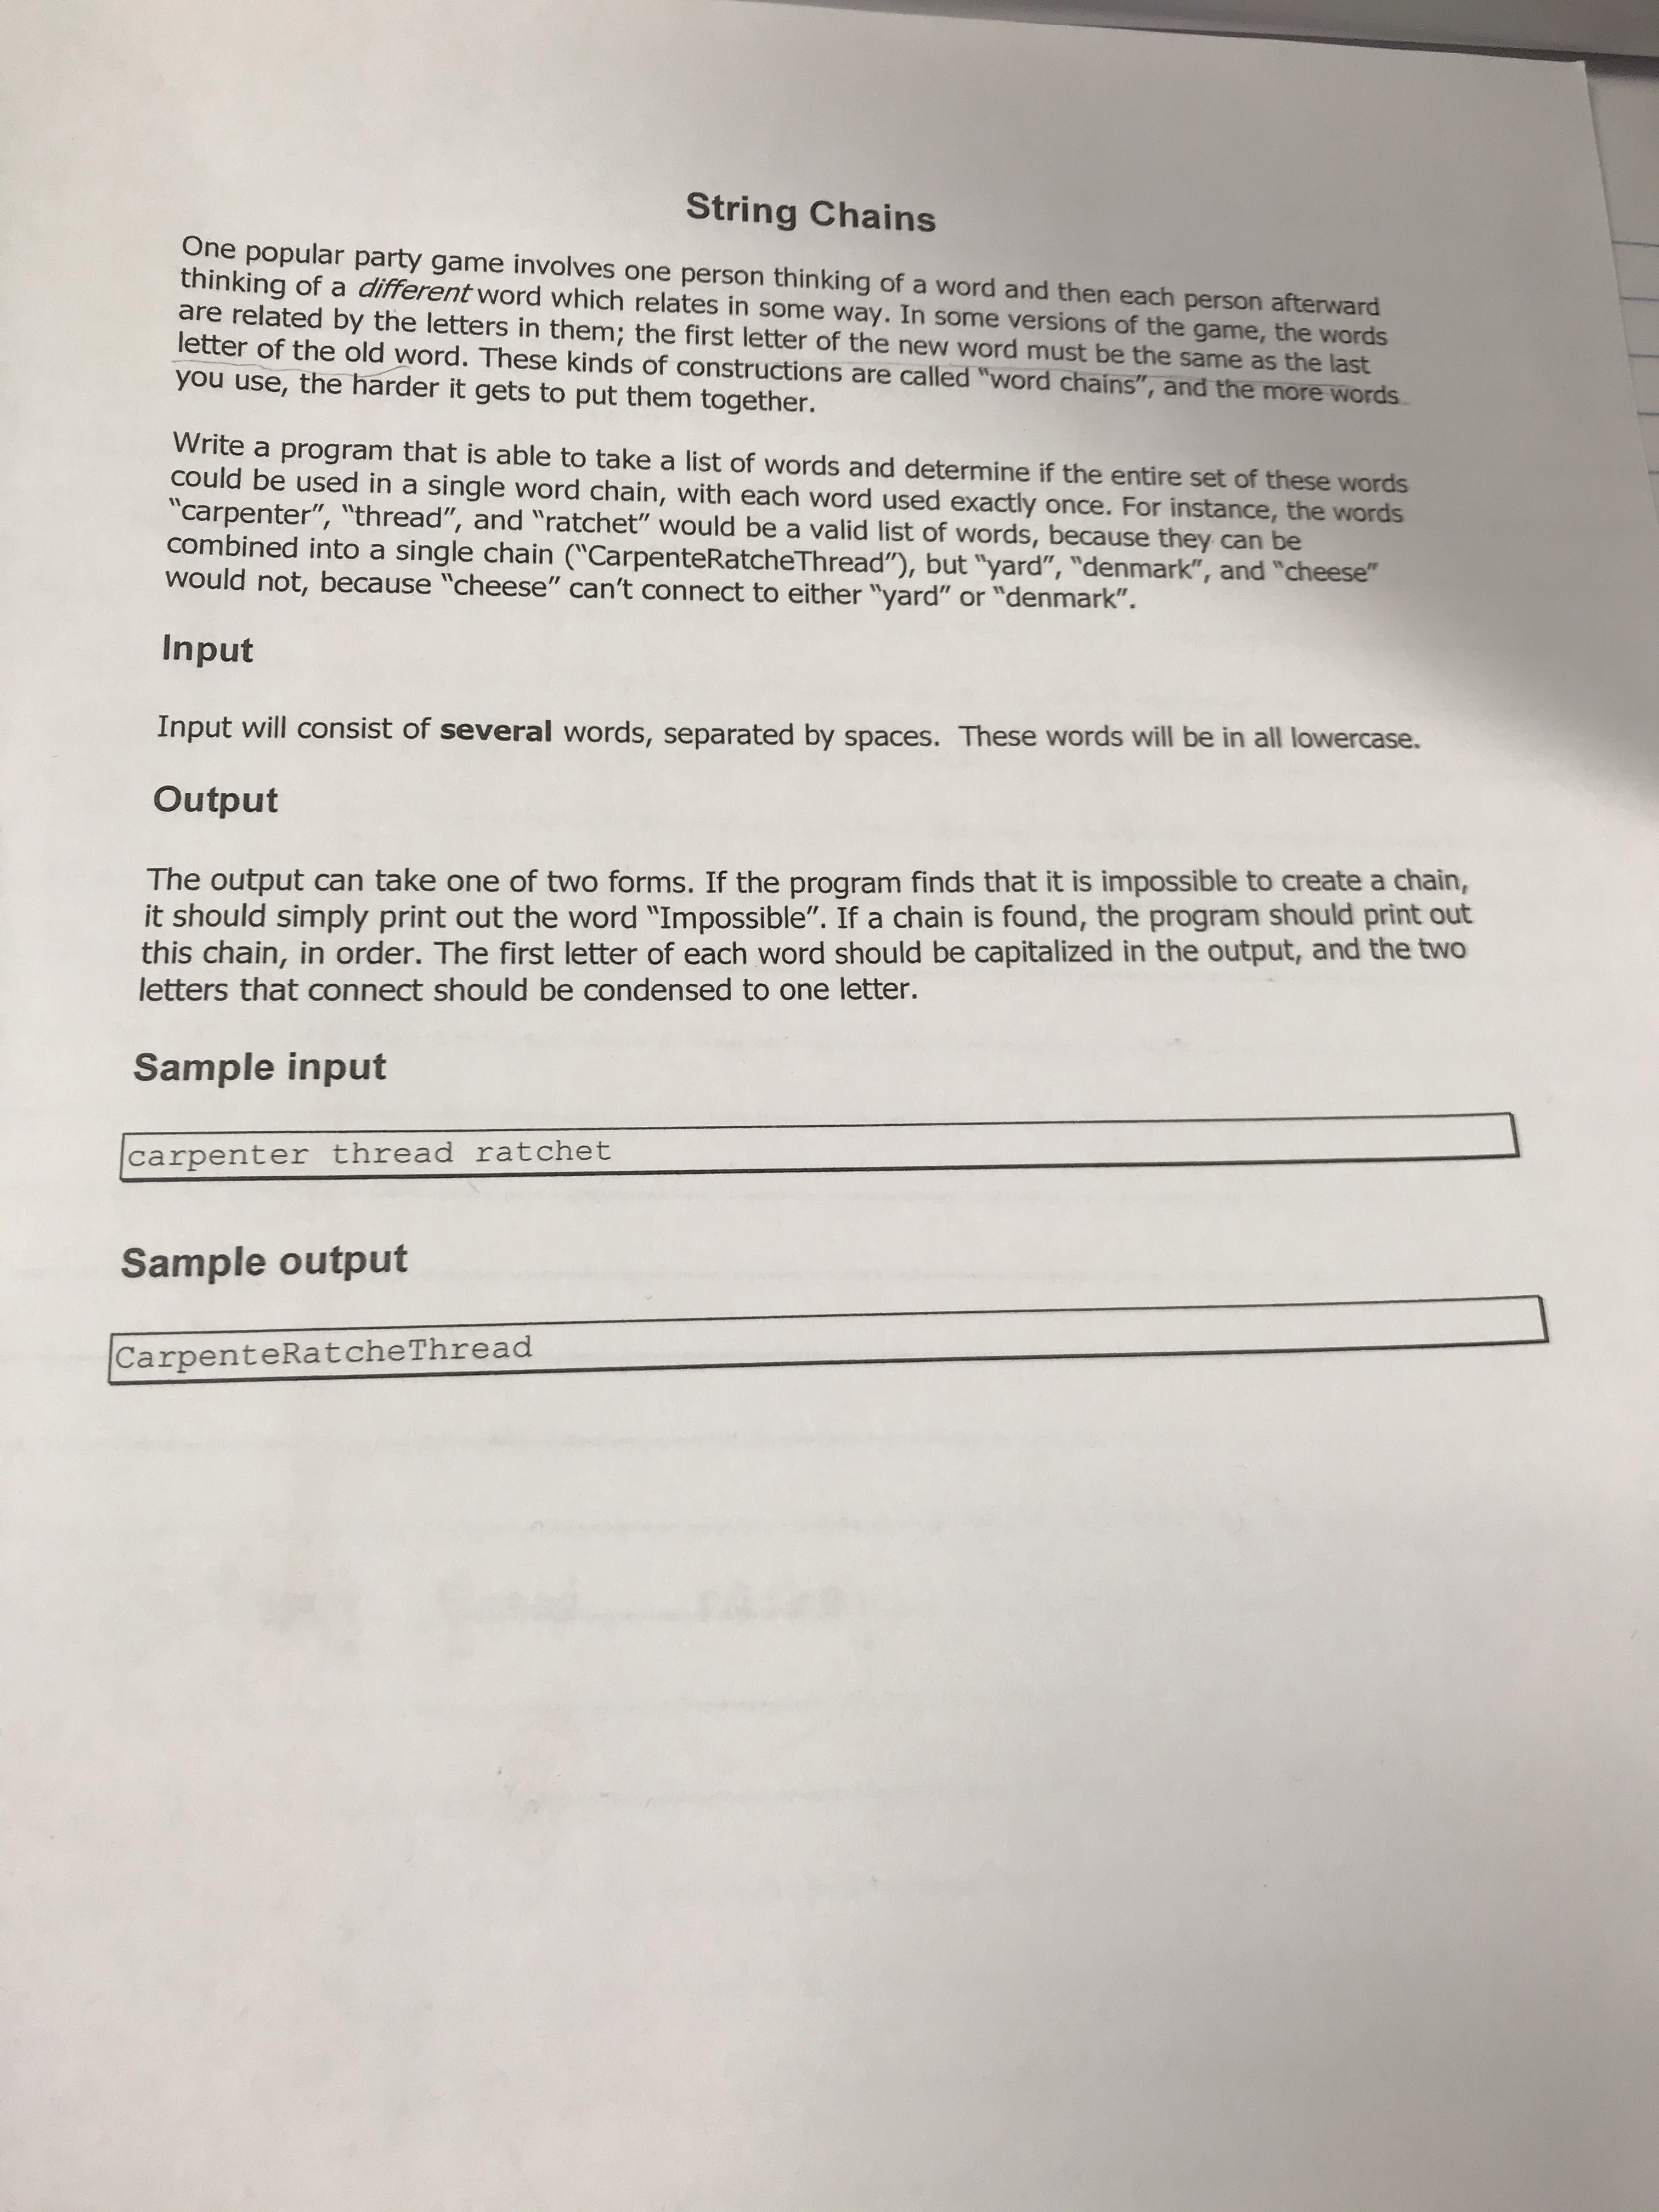 String Chains
One popular party game involves one person thinking of a word and then each person afterward
thinking of a different word which relates in some way. In some versions of the game, the words
are related by the letters in them; the first letter of the new word must be the same as the last
letter of the old word. These kinds of constructions are called “word chains”, and the more words
you use, the harder it gets to put them together.
Write a program that is able to take a list of words and determine if the entire set of these words
could be used in a single word chain, with each word used exactly once. For instance, the words
“carpenter”, “thread”, and “ratchet” would be a valid list of words, because they can be
combined into a single chain (“CarpenteRatcheThread”), but “yard”, “denmark”, and “cheese”
would not, because “cheese” can’t connect to either “yard” or “denmark”.
Input
Input will consist of several words, separated by spaces. These words will be in all lowercase.
Output
The output can take one of two forms. If the program finds that it is impossible to create a chain,
it should simply print out the word “Impossible”. If a chain is found, the program should print out
this chain, in order. The first letter of each word should be capitalized in the output, and the two
letters that connect should be condensed to one letter.
Sample input
carpenter thread ratchet
Sample output
CarpenteRatcheThread